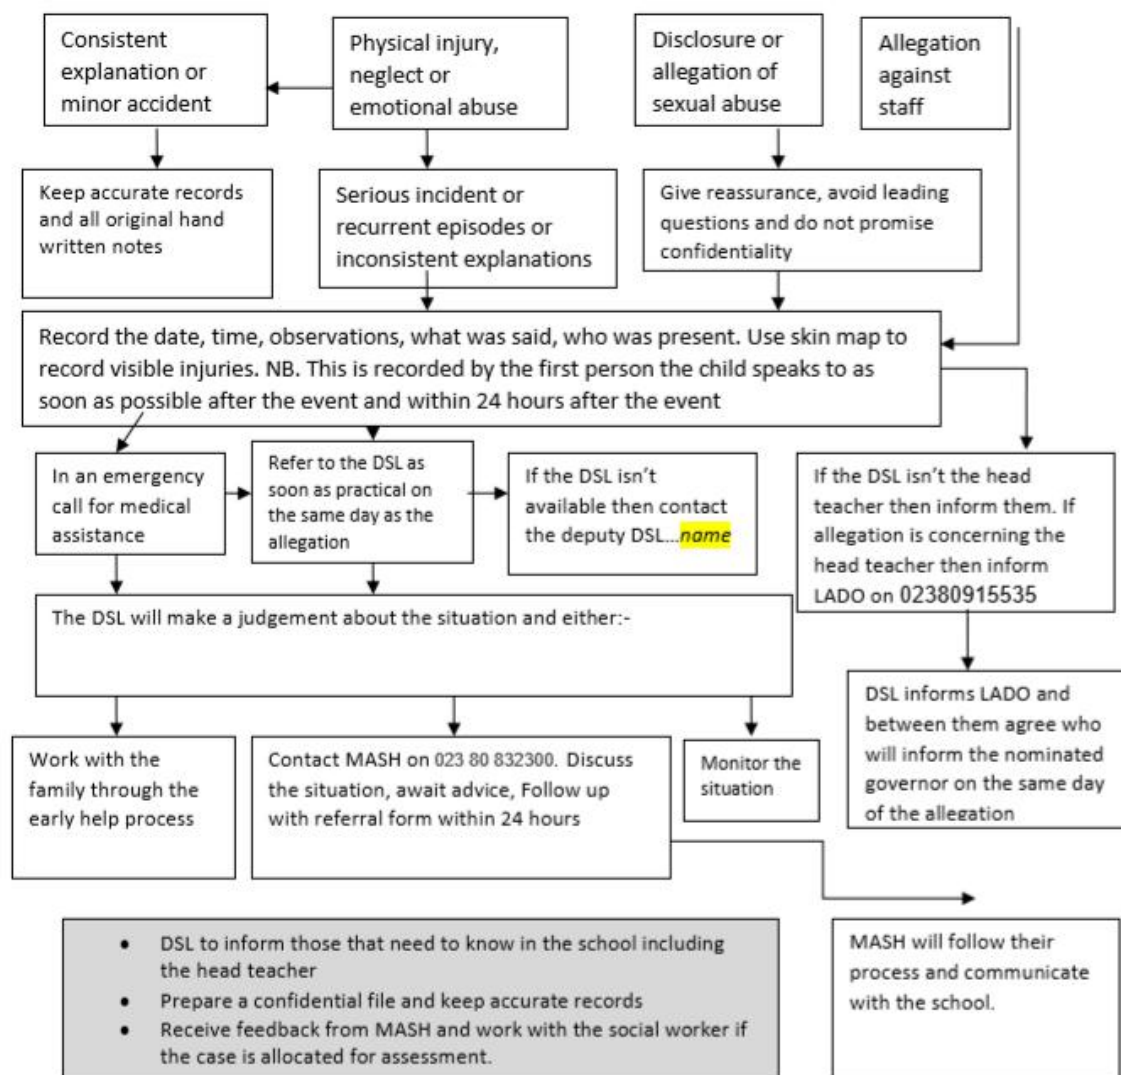 Consistent
explanation or
minor accident
Physical injury,
neglect or
emotional abuse
Disclosure or
allegation of
sexual abuse
Allegation
against
staff
Keep accurate records
and all original hand
written notes
Serious incident or
recurrent episodes or
inconsistent explanations
Give reassurance, avoid leading
questions and do not promise
confidentiality
Record the date, time, observations, what was said, who was present. Use skin map to
record visible injuries. NB. This is recorded by the first person the child speaks to as
soon as possible after the event and within 24 hours after the event
In an emergency
call for medical
assistance
Refer to the DSL as
soon as practical on
the same day as the
allegation
If the DSL isn't
available then contact
the deputy DSL...name
If the DSL isn't the head
teacher then inform them. If
allegation is concerning the
head teacher then inform
LADO on 02380915535
The DSL will make a judgement about the situation and either:-
DSL informs LADO and
between them agree who
will inform the nominated
governor on the same day
of the allegation
Work with the
family through the
early help process
Contact MASH on 023 80 832300. Discuss
the situation, await advice, Follow up
with referral form within 24 hours
Monitor the
situation
• DSL to inform those that need to know in the school including
the head teacher
• Prepare a confidential file and keep accurate records
• Receive feedback from MASH and work with the social worker if
the case is allocated for assessment.
MASH will follow their
process and communicate
with the school.